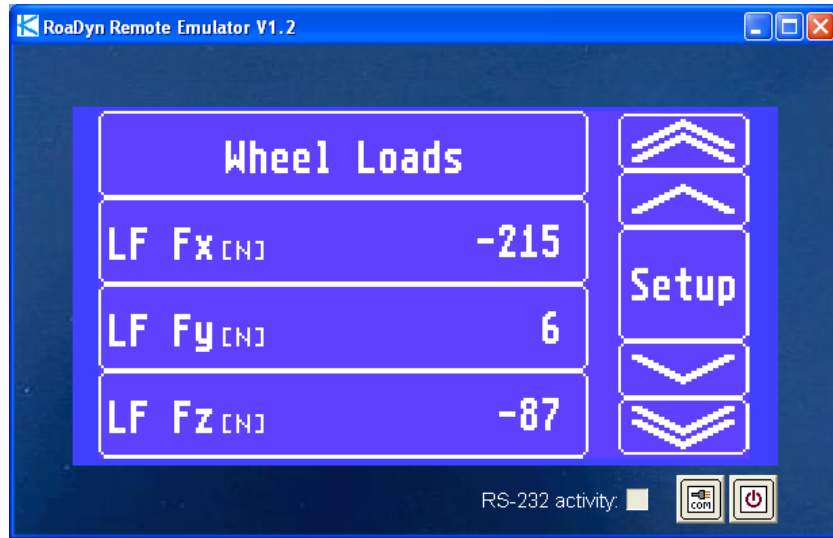 RoaDyn Remote Emulator V1.2
Wheel Loads
LF Fx [N] -215
LF Fy [N] 6
LF Fz [N] -87
Setup
RS-232 activity:
COM